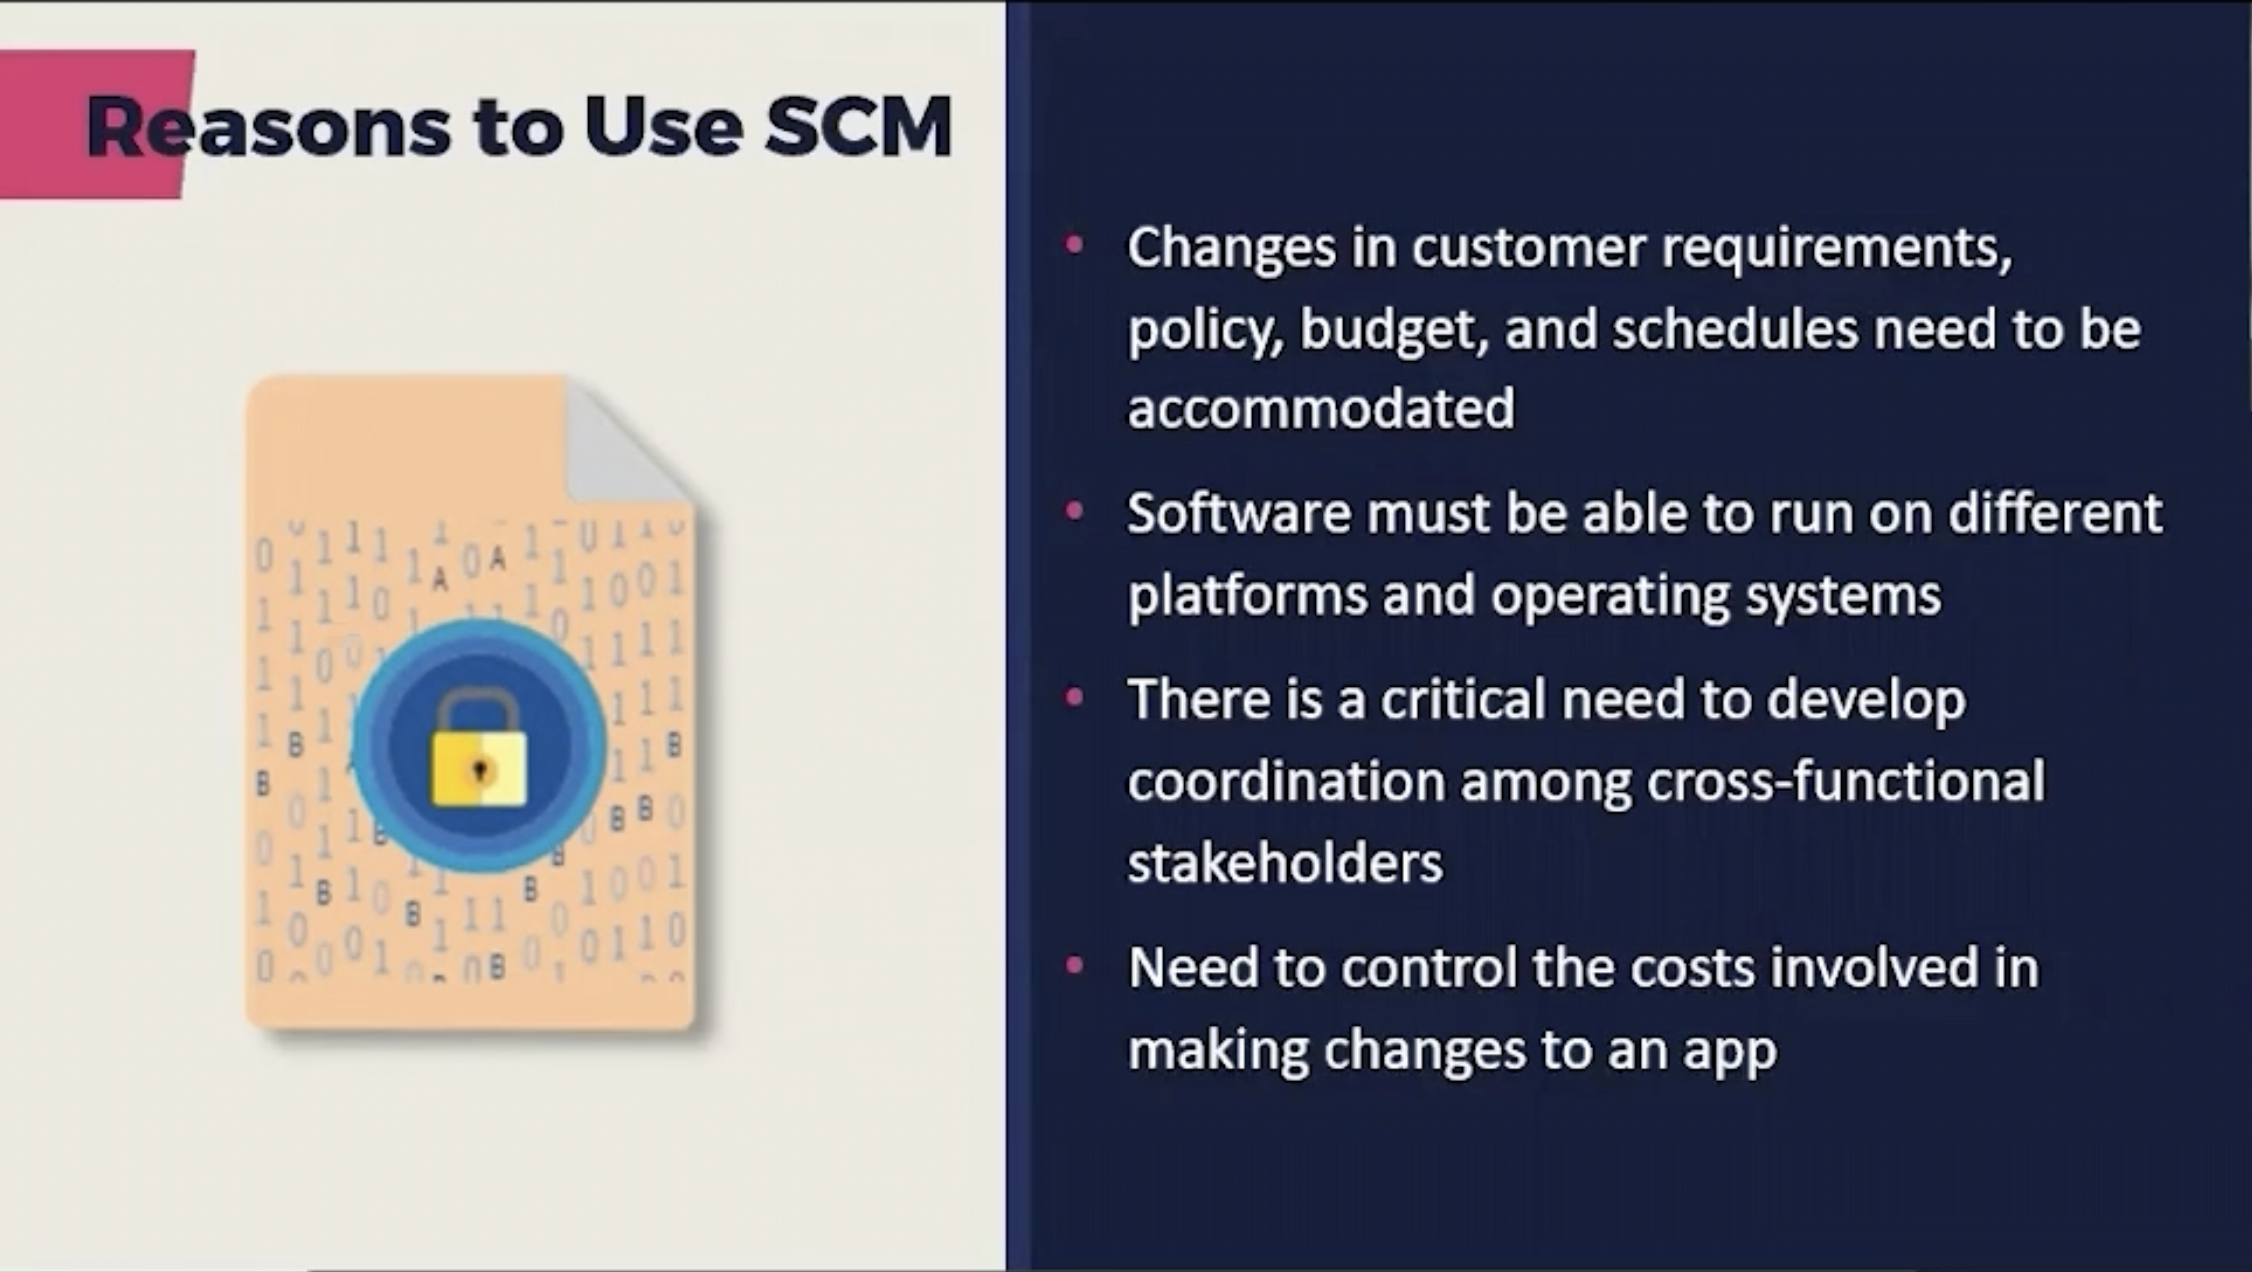 Reasons to Use SCM
• Changes in customer requirements,
policy, budget, and schedules need to be
accommodated
• Software must be able to run on different
platforms and operating systems
• There is a critical need to develop
coordination among cross-functional
stakeholders
• Need to control the costs involved in
making changes to an app